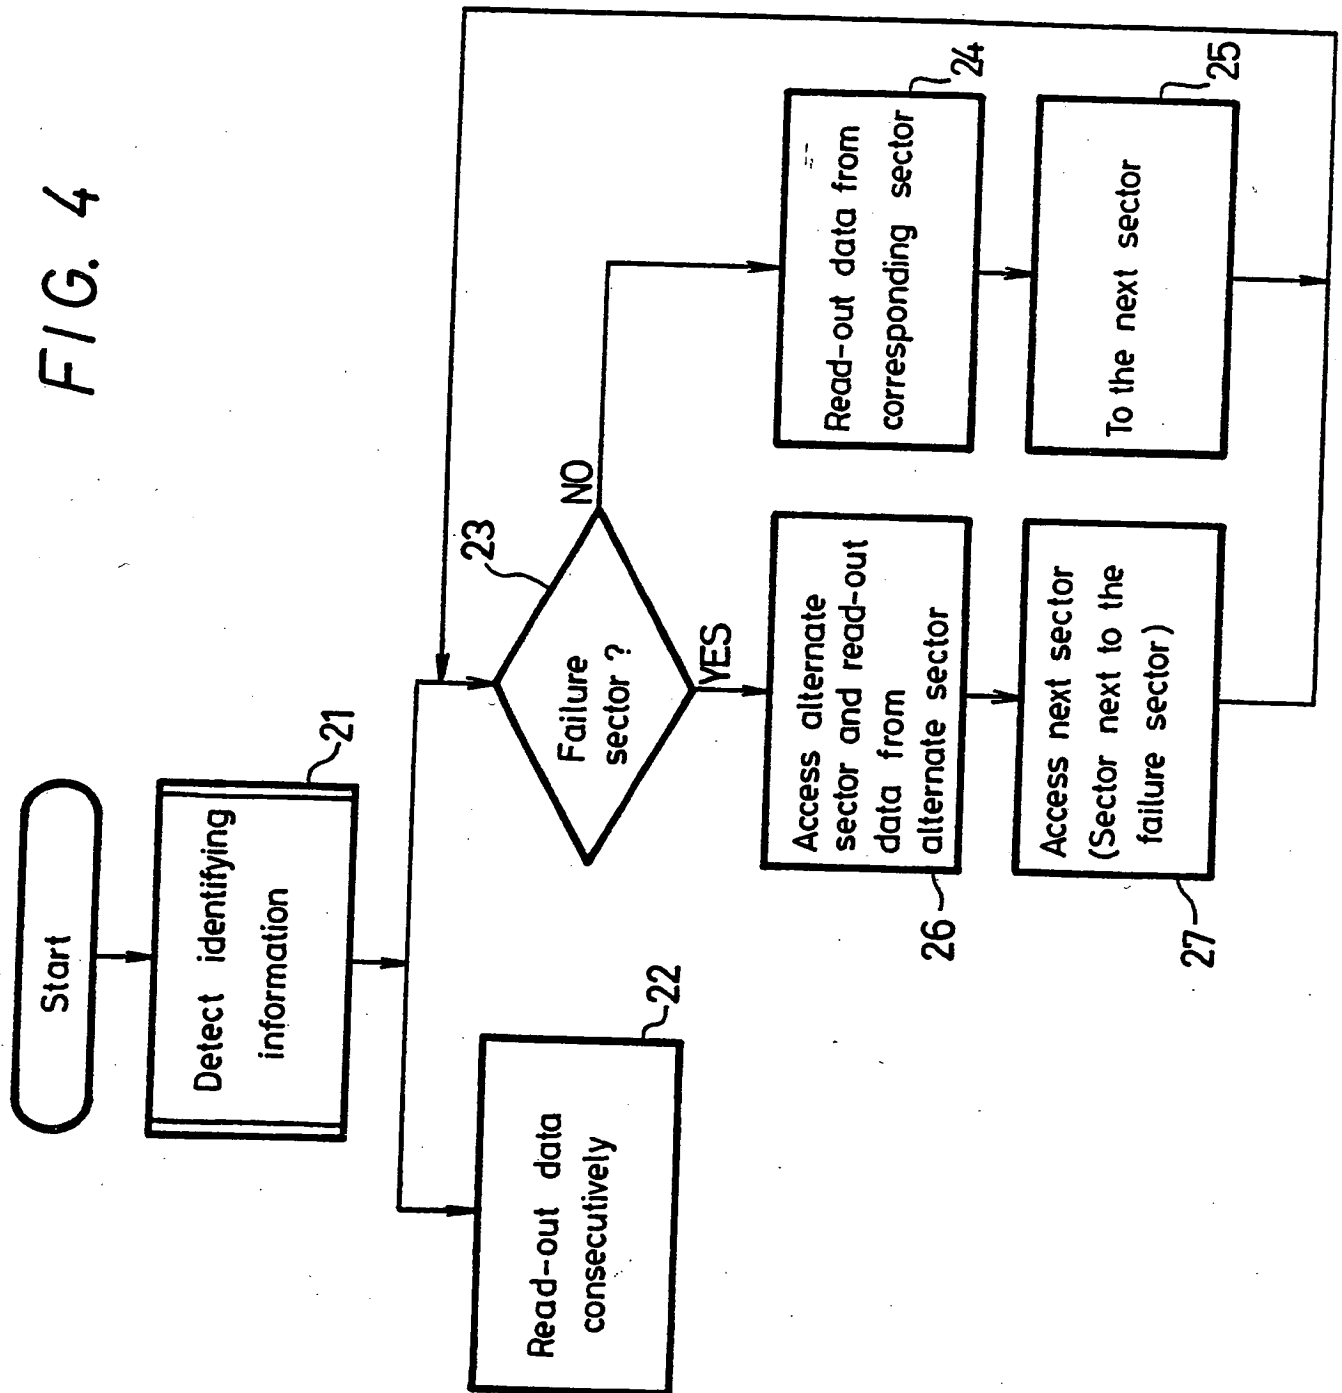 FIG. 4
Start
Detect identifying
information
21
Read-out data
consecutively
22
Failure
sector ?
23
NO
YES
Read-out data from
corresponding sector
24
To the next sector
25
Access alternate
sector and read-out
data from
alternate sector
26
Access next sector
(Sector next to the
failure sector)
27